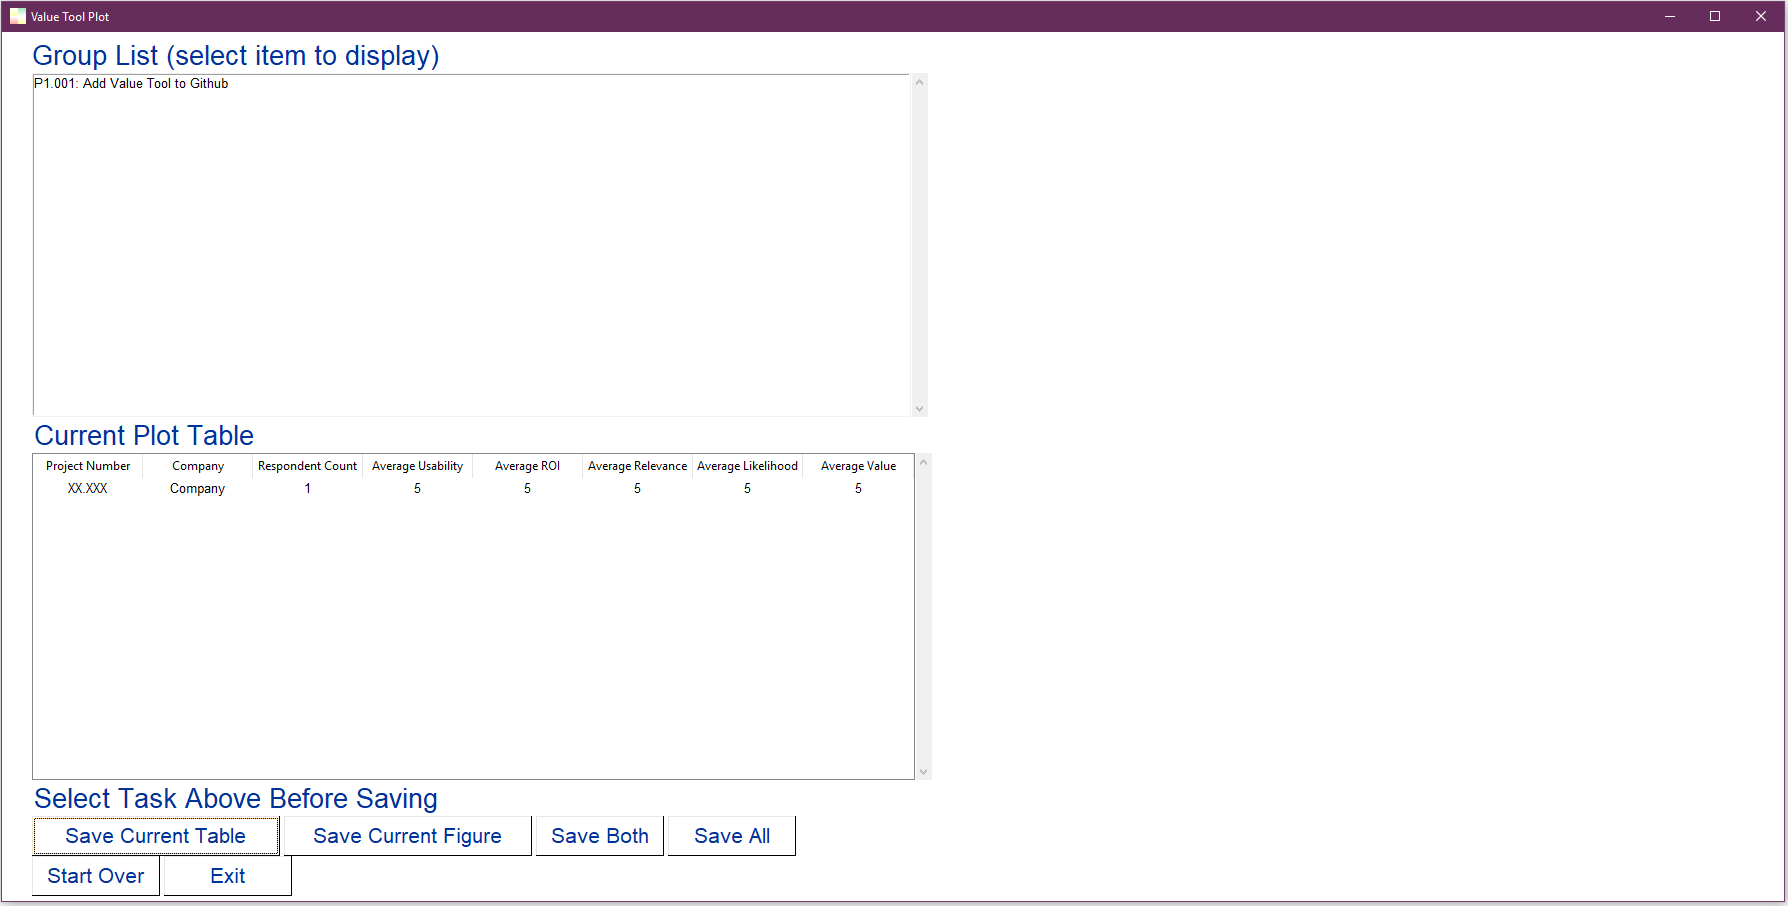 Value Tool Plot
Group List (select item to display)
P1.001: Add Value Tool to Github
Current Plot Table
Project Number Company Respondent Count Average Usability Average ROI Average Relevance Average Likelihood Average Value
XX.XXX Company 1 5 5 5 5 5
Select Task Above Before Saving
Save Current Table Save Current Figure Save Both Save All
Start Over Exit